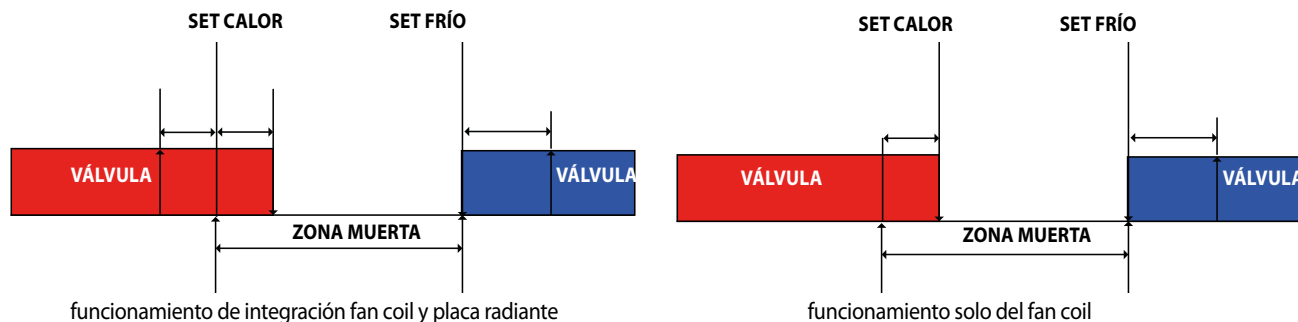 SET CALOR
SET FRÍO
VÁLVULA
VÁLVULA
ZONA MUERTA
funcionamiento de integración fan coil y placa radiante
SET CALOR
SET FRÍO
VÁLVULA
VÁLVULA
ZONA MUERTA
funcionamiento solo del fan coil